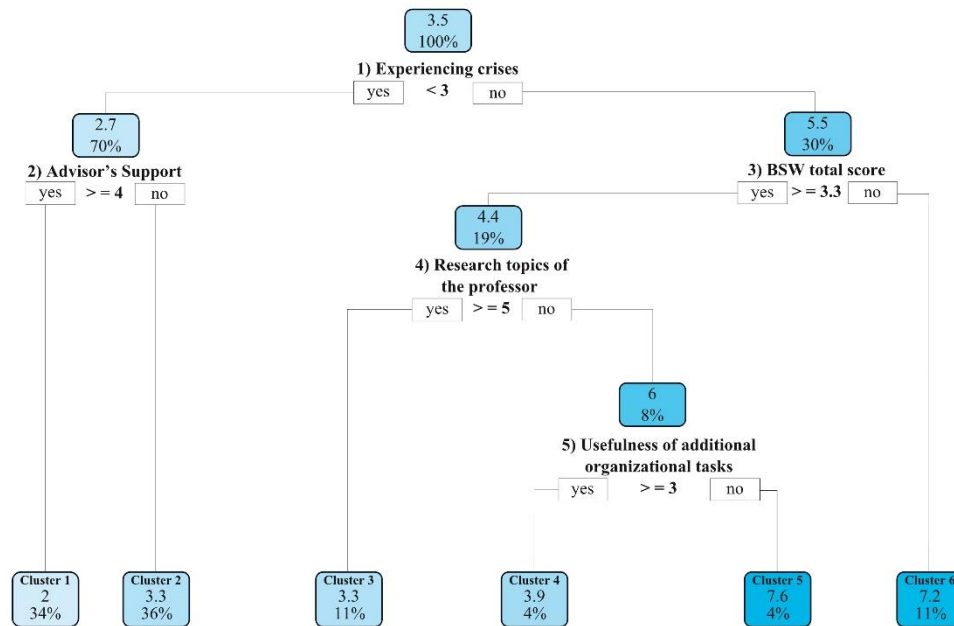 3.5
100%
1) Experiencing crises
yes < 3 no
2.7
70%
2) Advisor's Support
yes > = 4 no
5.5
30%
3) BSW total score
yes > = 3.3 no
4.4
19%
4) Research topics of
the professor
yes > = 5 no
6
8%
5) Usefulness of additional
organizational tasks
yes > = 3 no
Cluster 1
2
34%
Cluster 2
3.3
36%
Cluster 3
3.3
11%
Cluster 4
3.9
4%
Cluster 5
7.6
4%
Cluster 6
7.2
11%